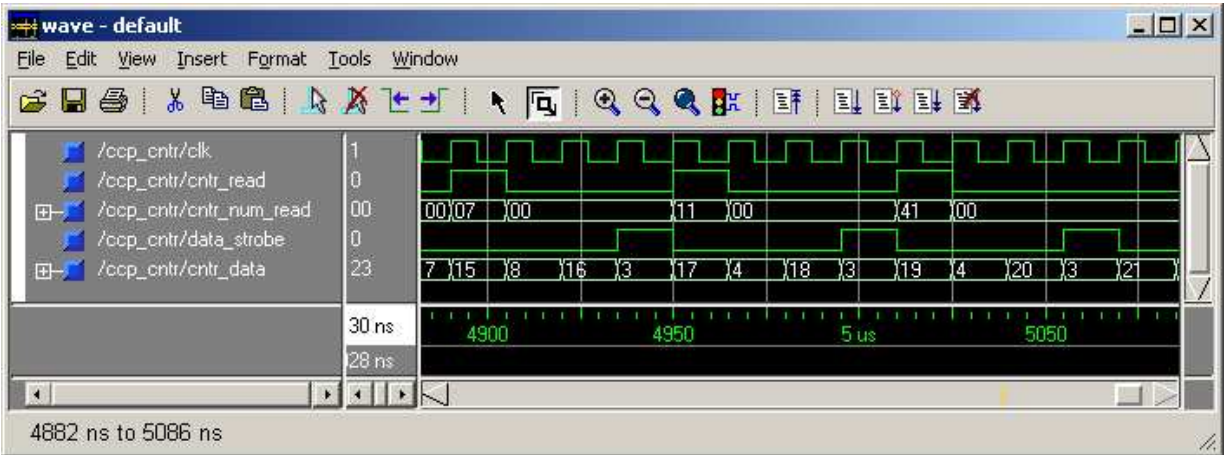 wave - default
File Edit View Insert Format Tools Window
/ccp_cntr/clk 1
/ccp_cntr/cntr_read 0
/ccp_cntr/cntr_num_read 00 00 07 00 11 00 41 00
/ccp_cntr/data_strobe 0
/ccp_cntr/cntr_data 23 7 15 8 16 3 17 4 18 3 19 4 20 3 21
30 ns 4900 4950 5 us 5050
28 ns
4882 ns to 5086 ns